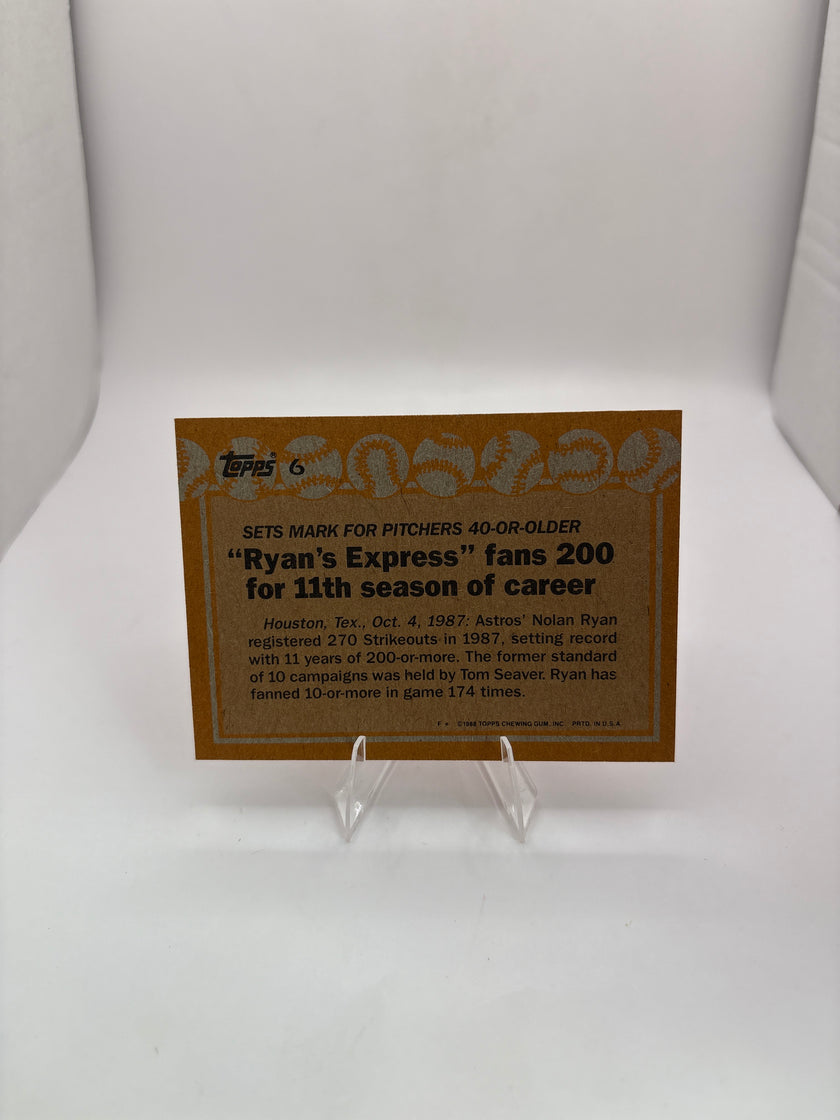 Topps® 6
SETS MARK FOR PITCHERS 40-OR-OLDER
“Ryan’s Express” fans 200
for 11th season of career
Houston, Tex., Oct. 4, 1987: Astros’ Nolan Ryan
registered 270 Strikeouts in 1987, setting record
with 11 years of 200-or-more. The former standard
of 10 campaigns was held by Tom Seaver. Ryan has
fanned 10-or-more in game 174 times.
F * ©1988 TOPPS CHEWING GUM, INC. PRTD. IN U.S.A.